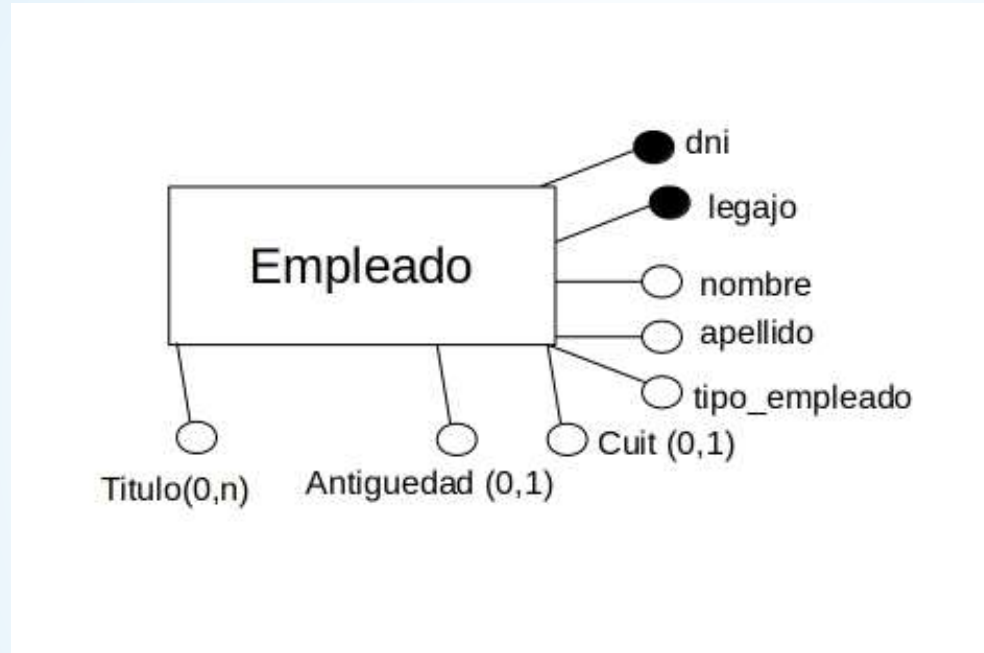 dni
legajo
Empleado
nombre
apellido
tipo_empleado
Cuit (0,1)
Titulo(0,n)
Antiguedad (0,1)